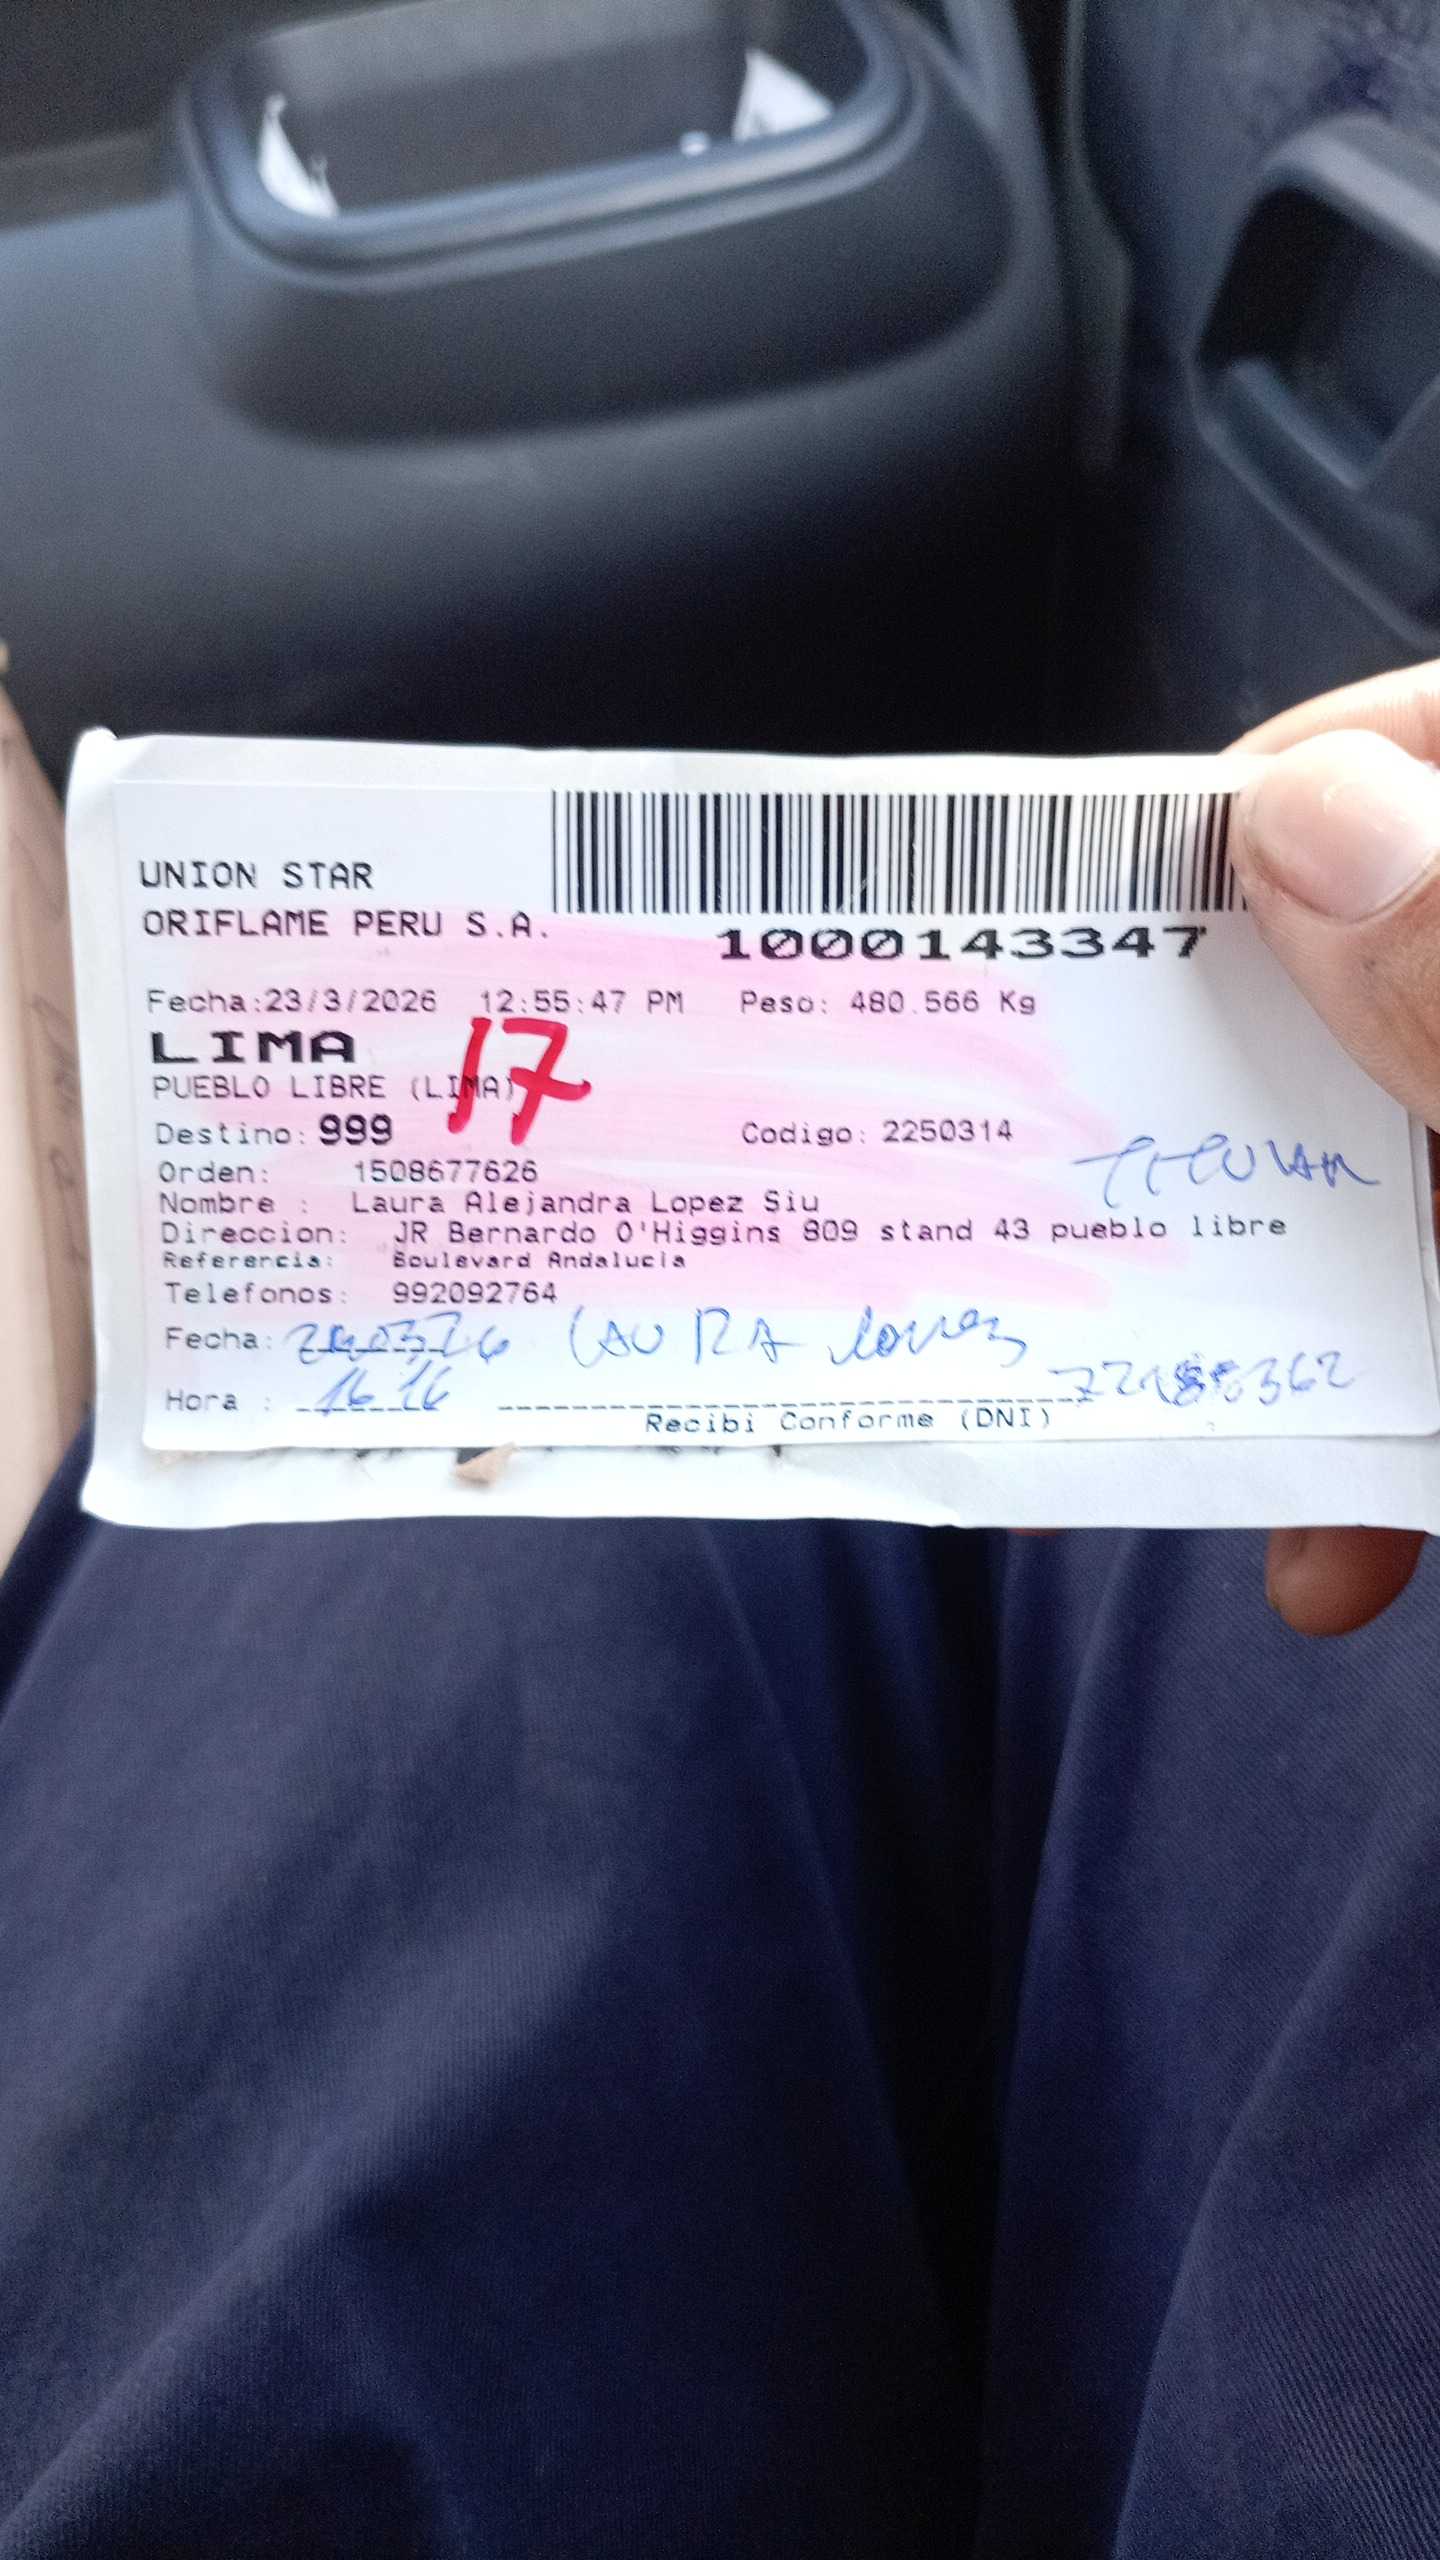 UNION STAR
ORIFLAME PERU S.A.
1000143347
Fecha:23/3/2026 12:55:47 PM Peso: 480.566 Kg
LIMA
17
PUEBLO LIBRE (LIMA)
Destino: 999 Codigo: 2250314
Orden: 1508677626
TITULAR
Nombre : Laura Alejandra Lopez Siu
Direccion: JR Bernardo O'Higgins 809 stand 43 pueblo libre
Referencia: Boulevard Andalucia
Telefonos: 992092764
Fecha: LAURA
Hora : 16 16
Recibi Conforme (DNI)